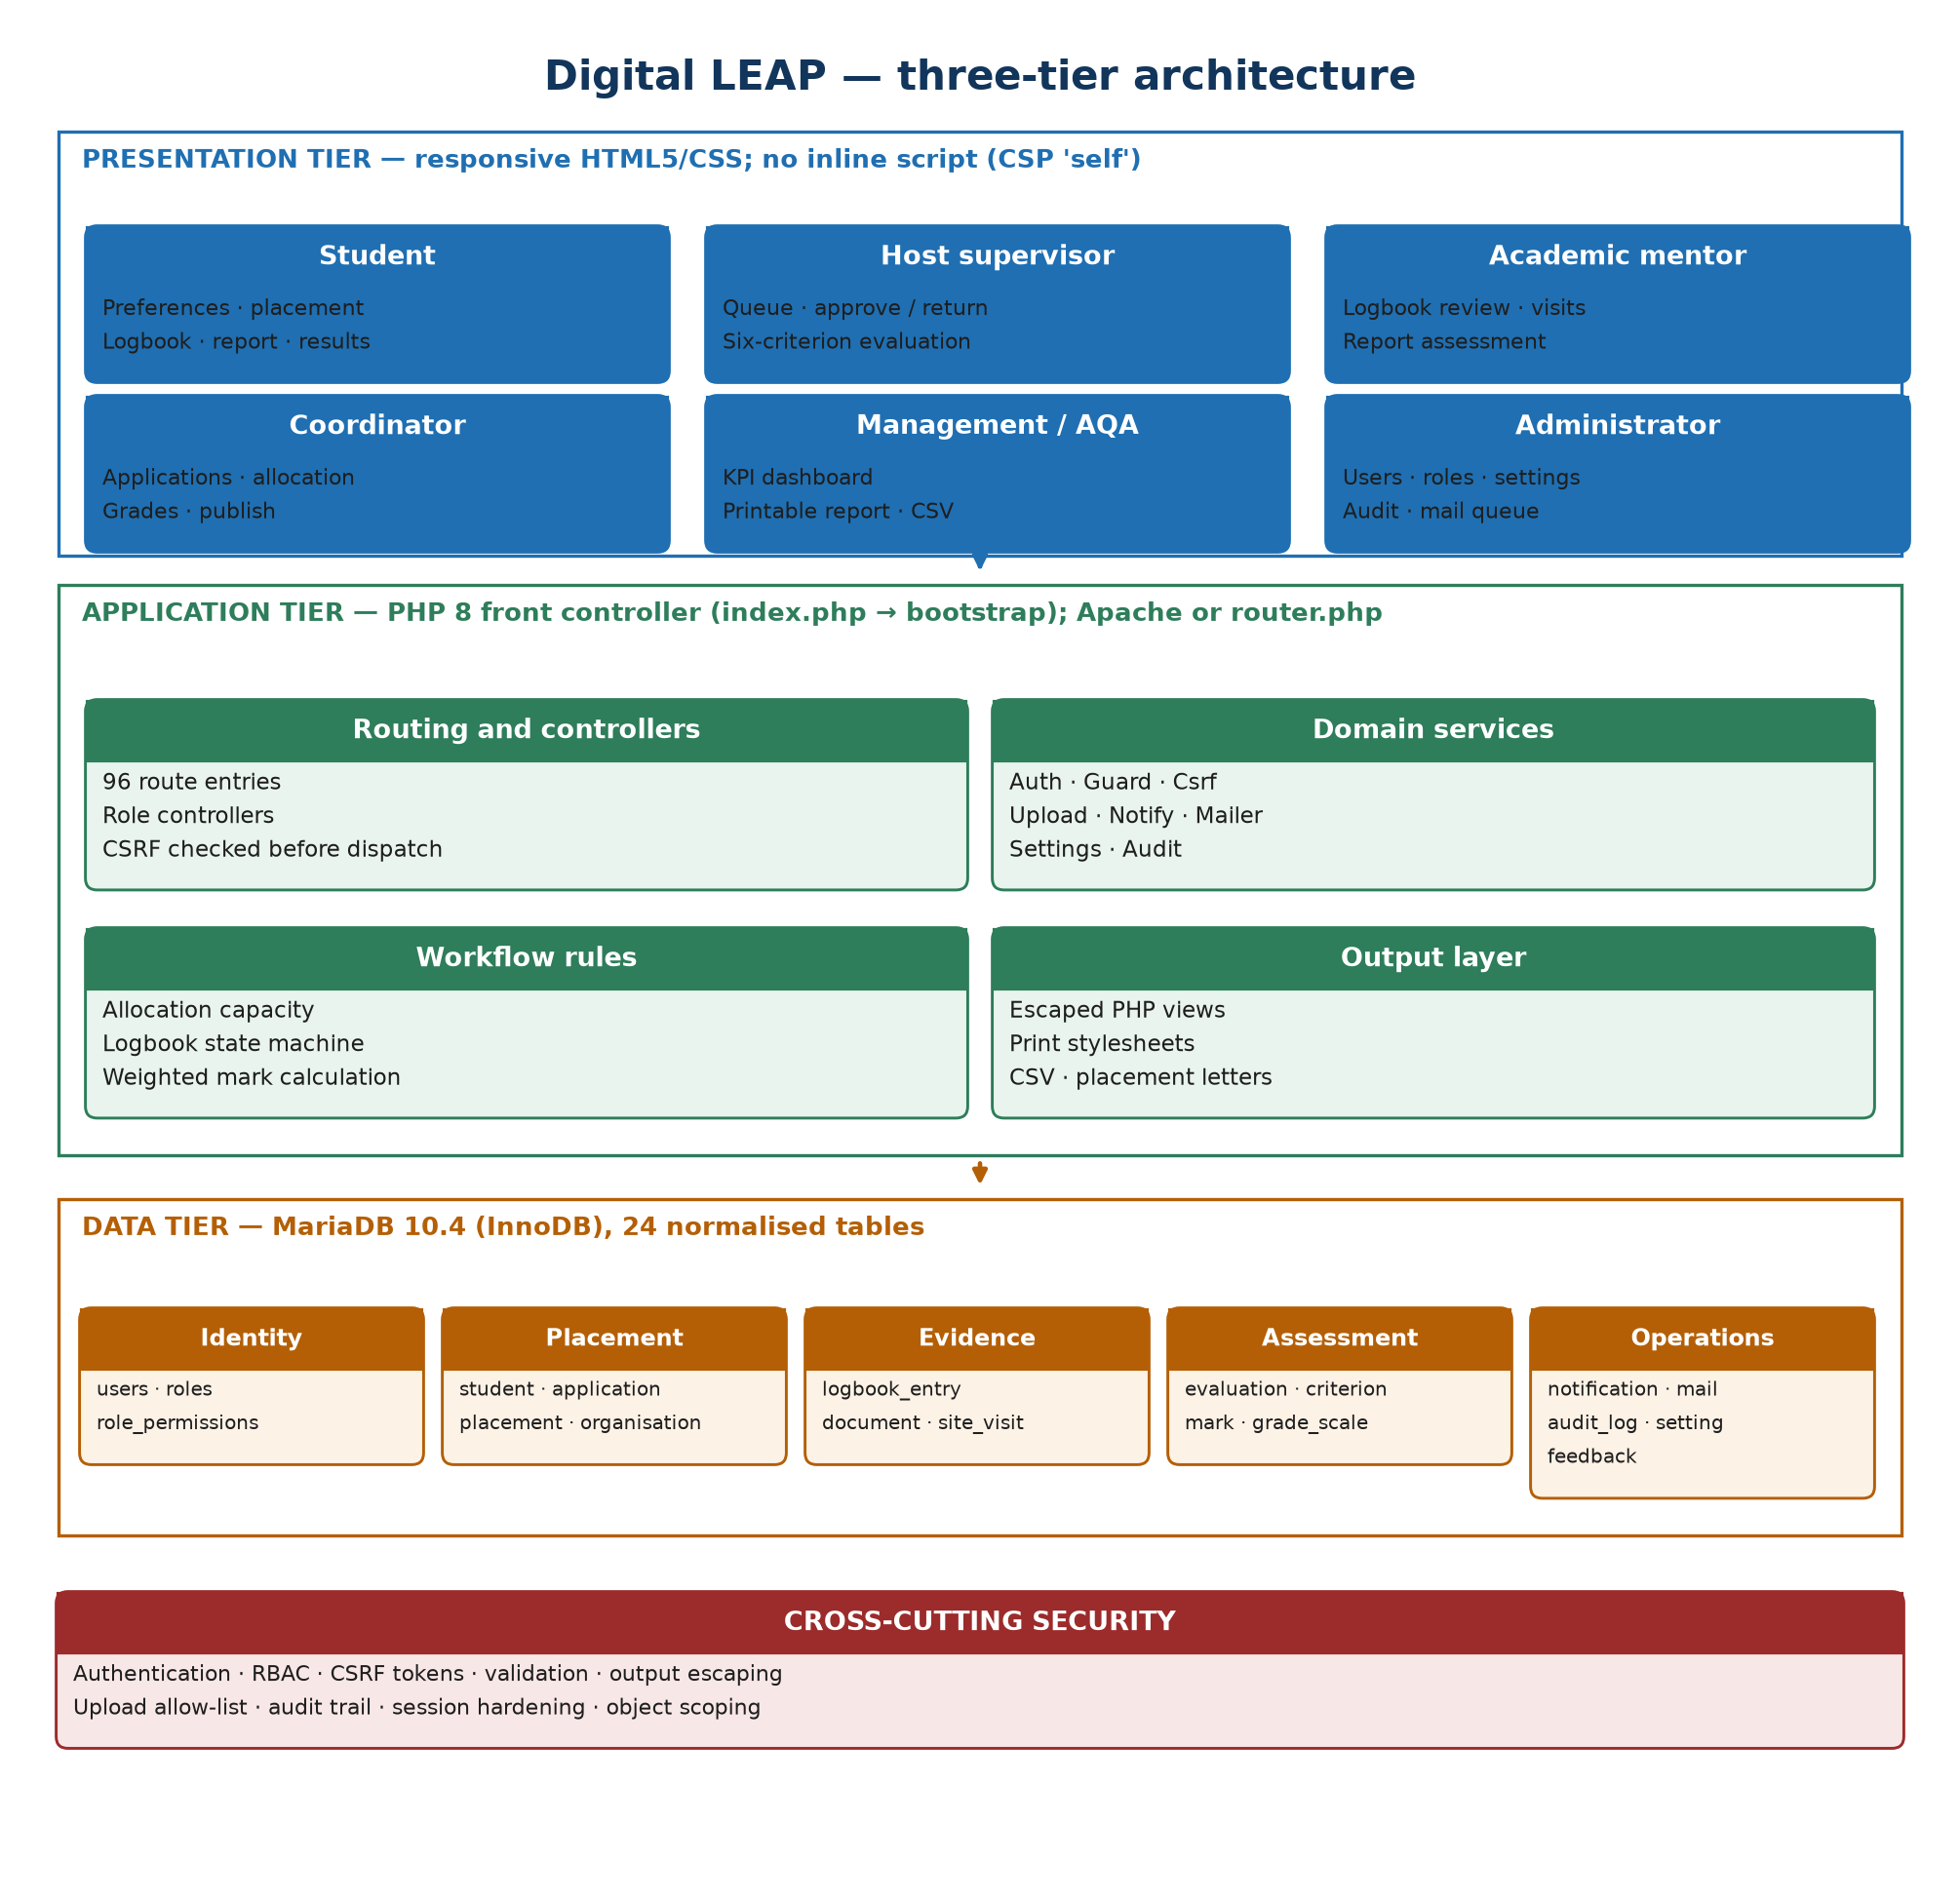 Digital LEAP — three-tier architecture
PRESENTATION TIER — responsive HTML5/CSS; no inline script (CSP 'self')
Student
Preferences · placement
Logbook · report · results
Host supervisor
Queue · approve / return
Six-criterion evaluation
Academic mentor
Logbook review · visits
Report assessment
Coordinator
Applications · allocation
Grades · publish
Management / AQA
KPI dashboard
Printable report · CSV
Administrator
Users · roles · settings
Audit · mail queue
APPLICATION TIER — PHP 8 front controller (index.php → bootstrap); Apache or router.php
Routing and controllers
96 route entries
Role controllers
CSRF checked before dispatch
Domain services
Auth · Guard · Csrf
Upload · Notify · Mailer
Settings · Audit
Workflow rules
Allocation capacity
Logbook state machine
Weighted mark calculation
Output layer
Escaped PHP views
Print stylesheets
CSV · placement letters
DATA TIER — MariaDB 10.4 (InnoDB), 24 normalised tables
Identity
users · roles
role_permissions
Placement
student · application
placement · organisation
Evidence
logbook_entry
document · site_visit
Assessment
evaluation · criterion
mark · grade_scale
Operations
notification · mail
audit_log · setting
feedback
CROSS-CUTTING SECURITY
Authentication · RBAC · CSRF tokens · validation · output escaping
Upload allow-list · audit trail · session hardening · object scoping